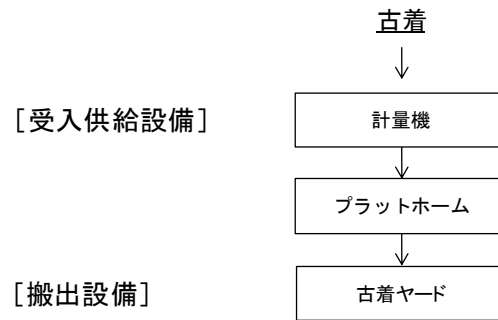 古着
［受入供給設備］
計量機
プラットホーム
［搬出設備］
古着ヤード